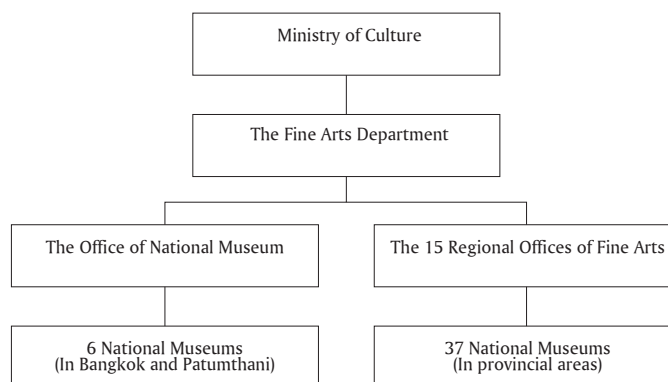 Ministry of Culture
The Fine Arts Department
The Office of National Museum
The 15 Regional Offices of Fine Arts
6 National Museums
(In Bangkok and Patumthani)
37 National Museums
(In provincial areas)